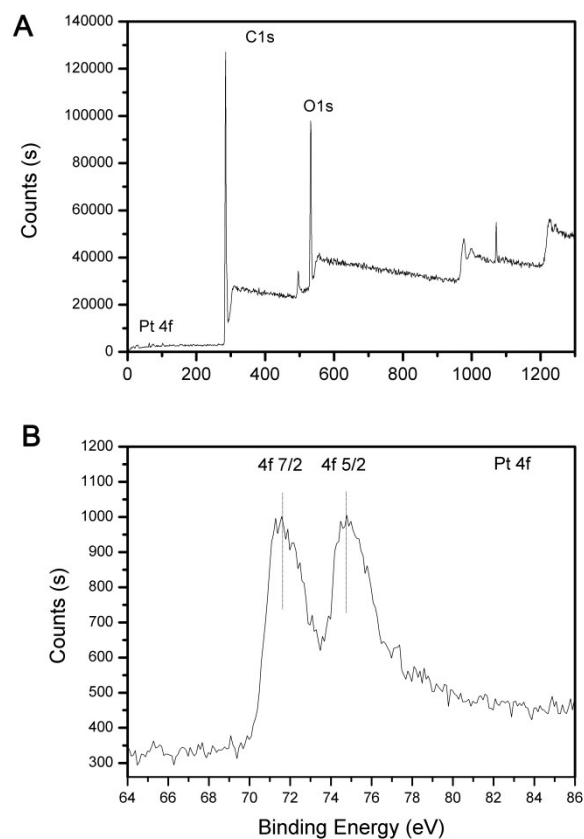 A
C1s
O1s
Pt 4f
Counts (s)
140000
120000
100000
80000
60000
40000
20000
0
0 200 400 600 800 1000 1200
B
4f 7/2 4f 5/2 Pt 4f
Counts (s)
1200
1100
1000
900
800
700
600
500
400
300
64 66 68 70 72 74 76 78 80 82 84 86
Binding Energy (eV)